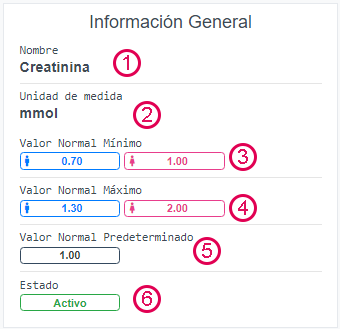 Información General
Nombre
Creatinina 1
Unidad de medida
mmol 2
Valor Normal Mínimo
0.70 1.00 3
Valor Normal Máximo
1.30 2.00 4
Valor Normal Predeterminado
1.00 5
Estado
Activo 6